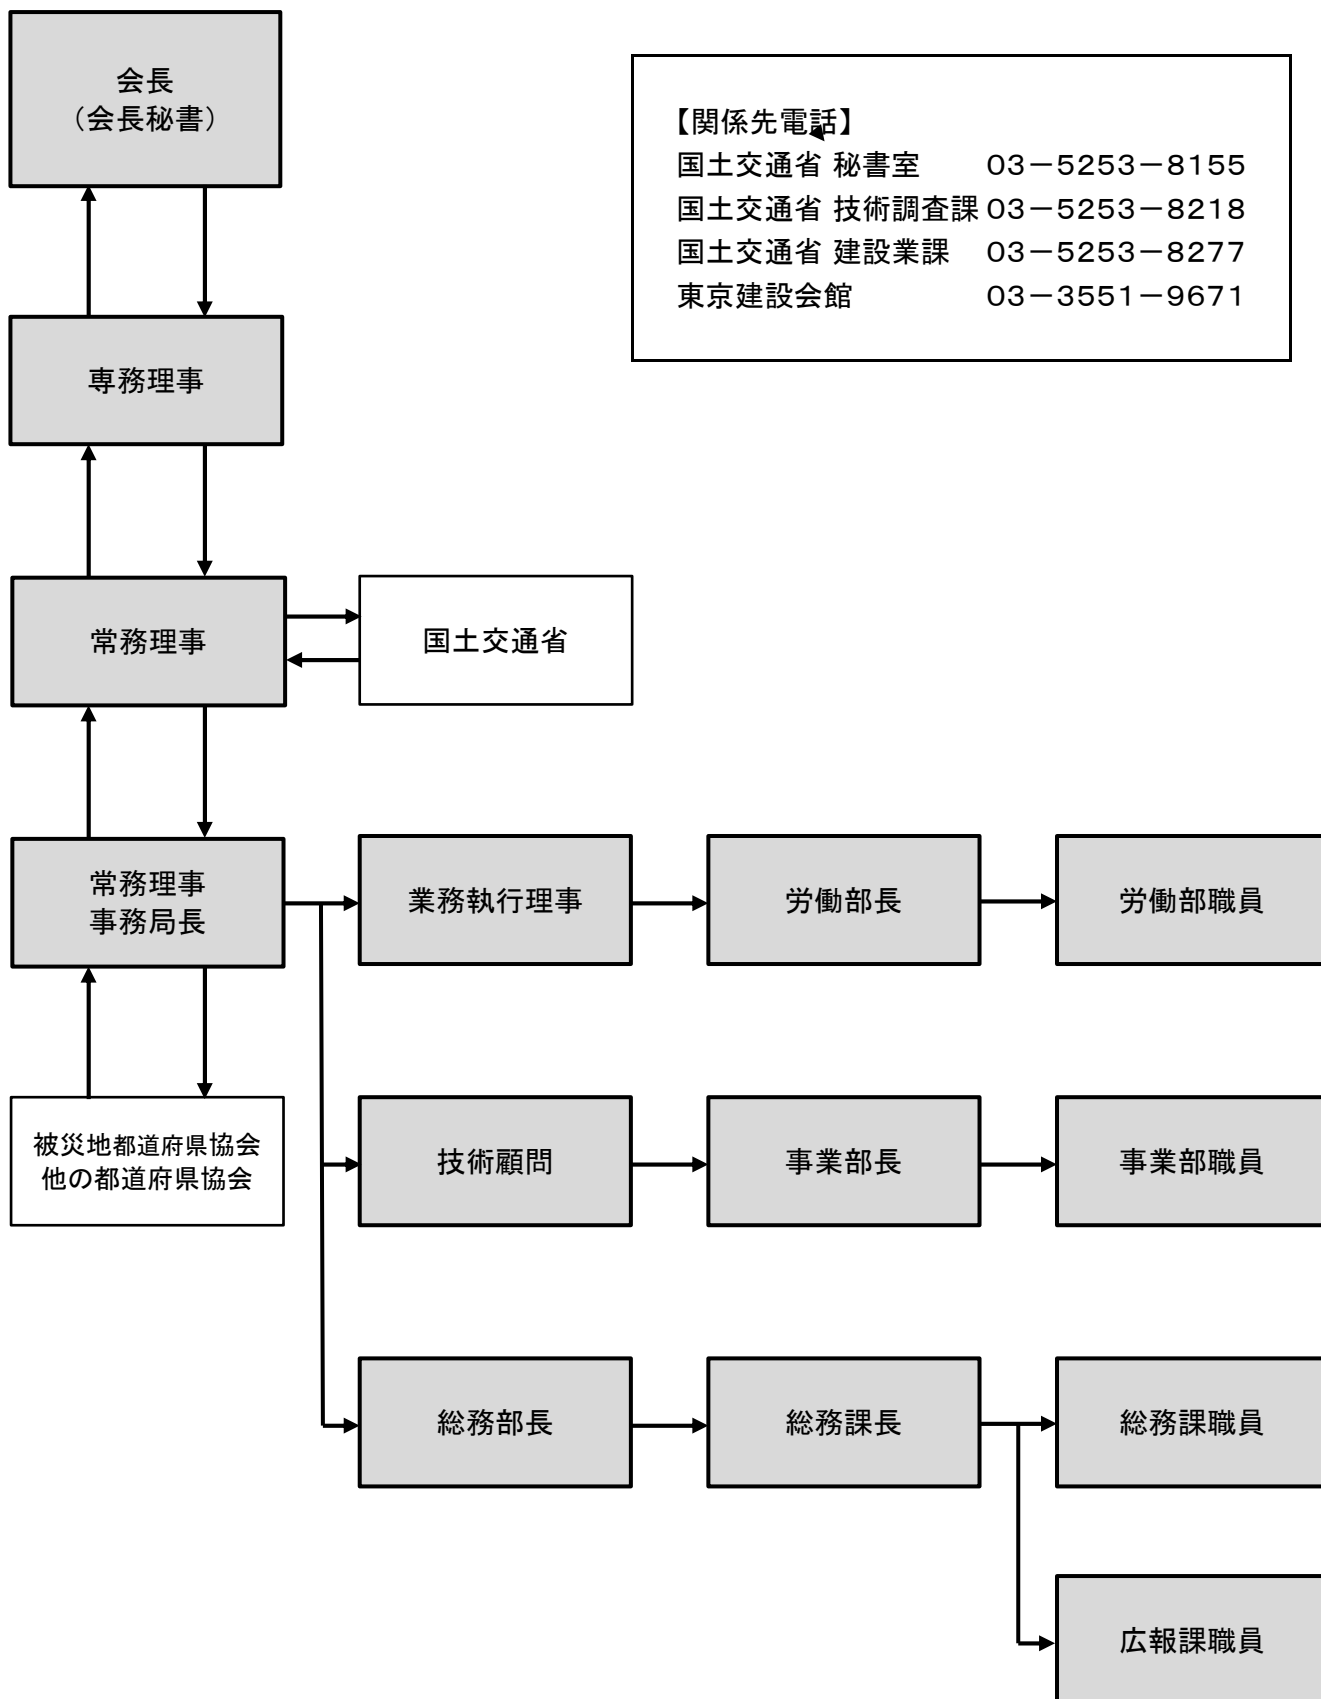 会長
（会長秘書）
【関係先電話】
国土交通省 秘書室 03－5253－8155
国土交通省 技術調査課 03－5253－8218
国土交通省 建設業課 03－5253－8277
東京建設会館 03－3551－9671
専務理事
常務理事
国土交通省
常務理事
事務局長
業務執行理事
労働部長
労働部職員
被災地都道府県協会
他の都道府県協会
技術顧問
事業部長
事業部職員
総務部長
総務課長
総務課職員
広報課職員